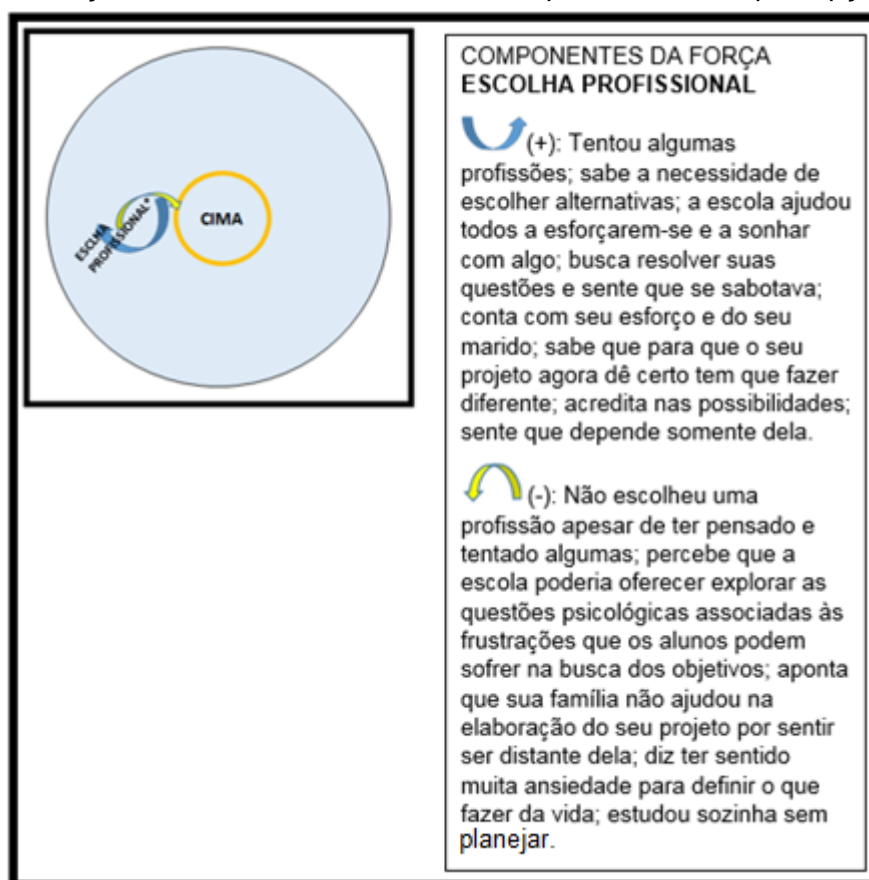 ESCLHA
PROFISSIONAL*
CIMA
COMPONENTES DA FORÇA
ESCOLHA PROFISSIONAL
(+): Tentou algumas
profissões; sabe a necessidade de
escolher alternativas; a escola ajudou
todos a esforçarem-se e a sonhar
com algo; busca resolver suas
questões e sente que se sabotava;
conta com seu esforço e do seu
marido; sabe que para que o seu
projeto agora dê certo tem que fazer
diferente; acredita nas possibilidades;
sente que depende somente dela.
(-): Não escolheu uma
profissão apesar de ter pensado e
tentado algumas; percebe que a
escola poderia oferecer explorar as
questões psicológicas associadas às
frustrações que os alunos podem
sofrer na busca dos objetivos; aponta
que sua família não ajudou na
elaboração do seu projeto por sentir
ser distante dela; diz ter sentido
muita ansiedade para definir o que
fazer da vida; estudou sozinha sem
planejar.